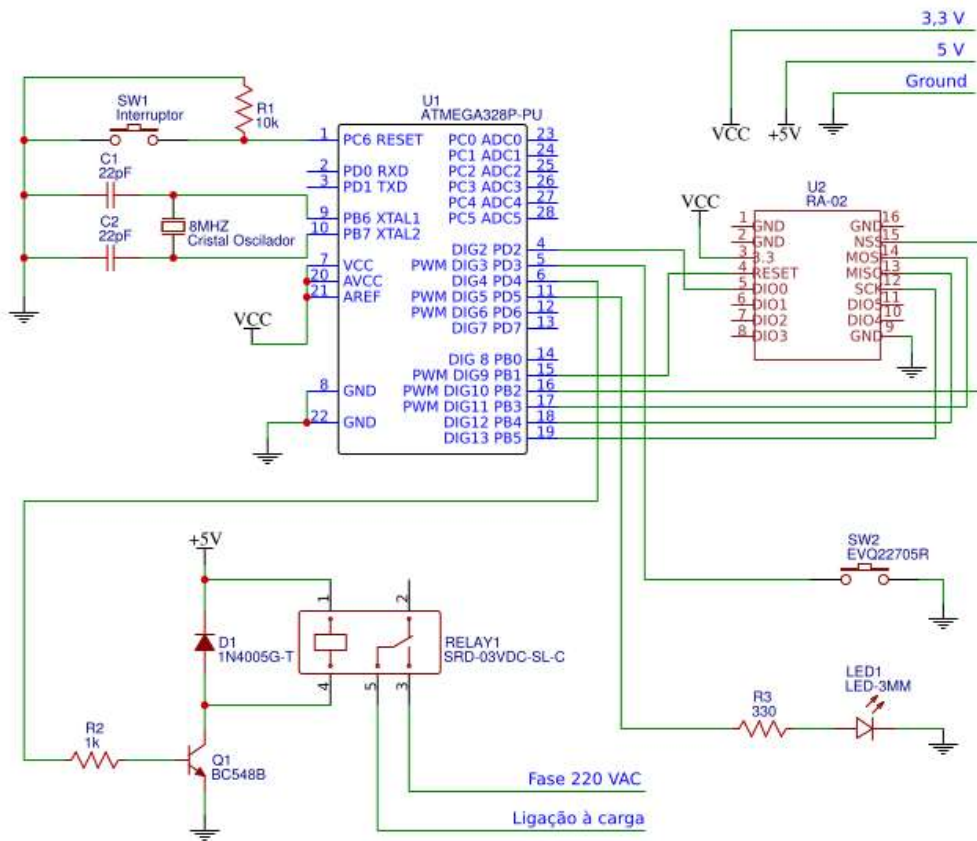 3,3 V
5 V
Ground
VCC
+5V
SW1
Interruptor
R1
10k
C1
22pF
C2
22pF
8MHZ
Cristal Oscilador
VCC
U1
ATMEGA328P-PU
1 PC6 RESET
2 PD0 RXD
3 PD1 TXD
9 PB6 XTAL1
10 PB7 XTAL2
7 VCC
20 AVCC
21 AREF
8 GND
22 GND
PC0 ADC0 23
PC1 ADC1 24
PC2 ADC2 25
PC3 ADC3 26
PC4 ADC4 27
PC5 ADC5 28
DIG2 PD2 4
PWM DIG3 PD3 5
DIG4 PD4 6
PWM DIG5 PD5 11
PWM DIG6 PD6 12
DIG7 PD7 13
DIG 8 PB0 14
PWM DIG9 PB1 15
PWM DIG10 PB2 16
PWM DIG11 PB3 17
DIG12 PB4 18
DIG13 PB5 19
VCC
U2
RA-02
1 GND
2 GND
3 3.3
4 RESET
5 DIO0
6 DIO1
7 DIO2
8 DIO3
GND 16
NSS 15
MOSI 14
MISO 13
SCK 12
DIO5 11
DIO4 10
GND 9
+5V
D1
1N4005G-T
1
2
4
5
3
RELAY1
SRD-03VDC-SL-C
R2
1k
Q1
BC548B
Fase 220 VAC
Ligação à carga
SW2
EVQ22705R
R3
330
LED1
LED-3MM